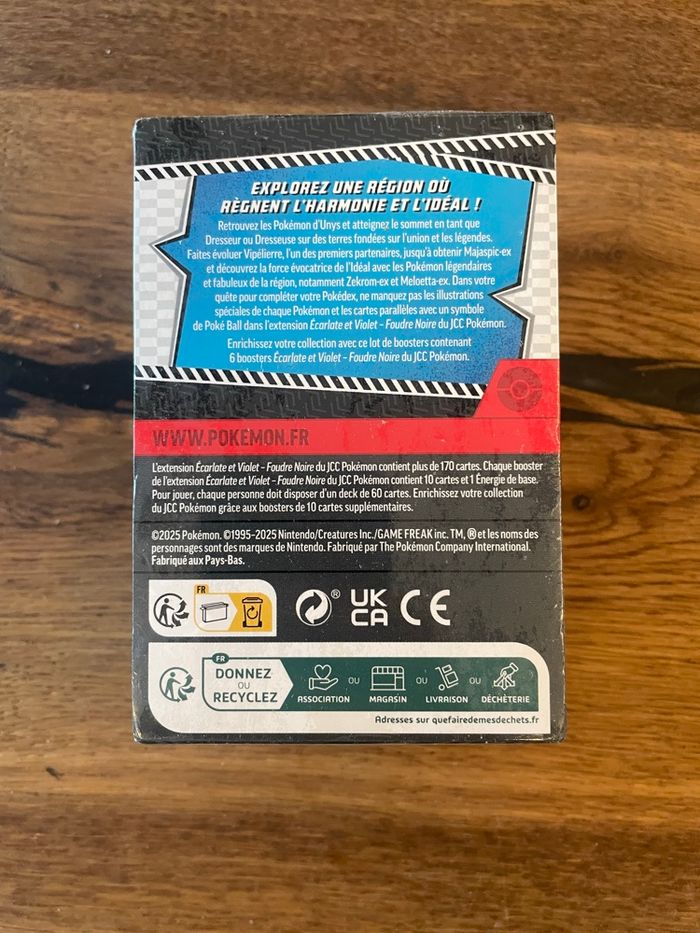 EXPLOREZ UNE RÉGION OÙ
RÈGNENT L'HARMONIE ET L'IDÉAL !
Retrouvez les Pokémon d'Unys et atteignez le sommet en tant que
Dresseur ou Dresseuse sur des terres fondées sur l'union et les légendes.
Faites évoluer Vipélierre, l'un des premiers partenaires, jusqu'à obtenir Majaspic-ex
et découvrez la force évocatrice de l'Idéal avec les Pokémon légendaires
et fabuleux de la région, notamment Zekrom-ex et Meloetta-ex. Dans votre
quête pour compléter votre Pokédex, ne manquez pas les illustrations
spéciales de chaque Pokémon et les cartes parallèles avec un symbole
de Poké Ball dans l'extension Écarlate et Violet – Foudre Noire du JCC Pokémon.
Enrichissez votre collection avec ce lot de boosters contenant
6 boosters Écarlate et Violet – Foudre Noire du JCC Pokémon.
WWW.POKEMON.FR
L'extension Écarlate et Violet – Foudre Noire du JCC Pokémon contient plus de 170 cartes. Chaque booster
de l'extension Écarlate et Violet – Foudre Noire du JCC Pokémon contient 10 cartes et 1 Énergie de base.
Pour jouer, chaque personne doit disposer d'un deck de 60 cartes. Enrichissez votre collection
du JCC Pokémon grâce aux boosters de 10 cartes supplémentaires.
©2025 Pokémon. ©1995-2025 Nintendo/Creatures Inc./GAME FREAK inc. TM, ® et les noms des
personnages sont des marques de Nintendo. Fabriqué par The Pokémon Company International.
Fabriqué aux Pays-Bas.
FR
® UK CA CE
FR
DONNEZ
OU
RECYCLEZ
ASSOCIATION OU MAGASIN OU LIVRAISON OU DÉCHÈTERIE
Adresses sur quefairedemesdechets.fr